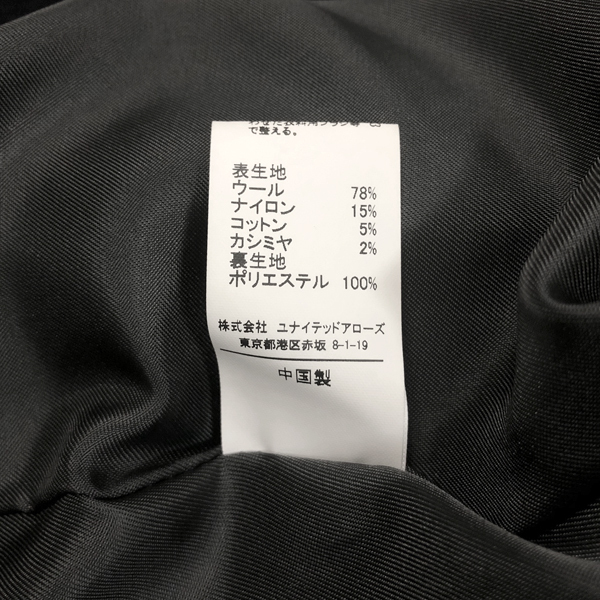 で整える。
表生地
ウール 78%
ナイロン 15%
コットン 5%
カシミヤ 2%
裏生地
ポリエステル 100%
株式会社 ユナイテッドアローズ
東京都港区赤坂 8-1-19
中国製